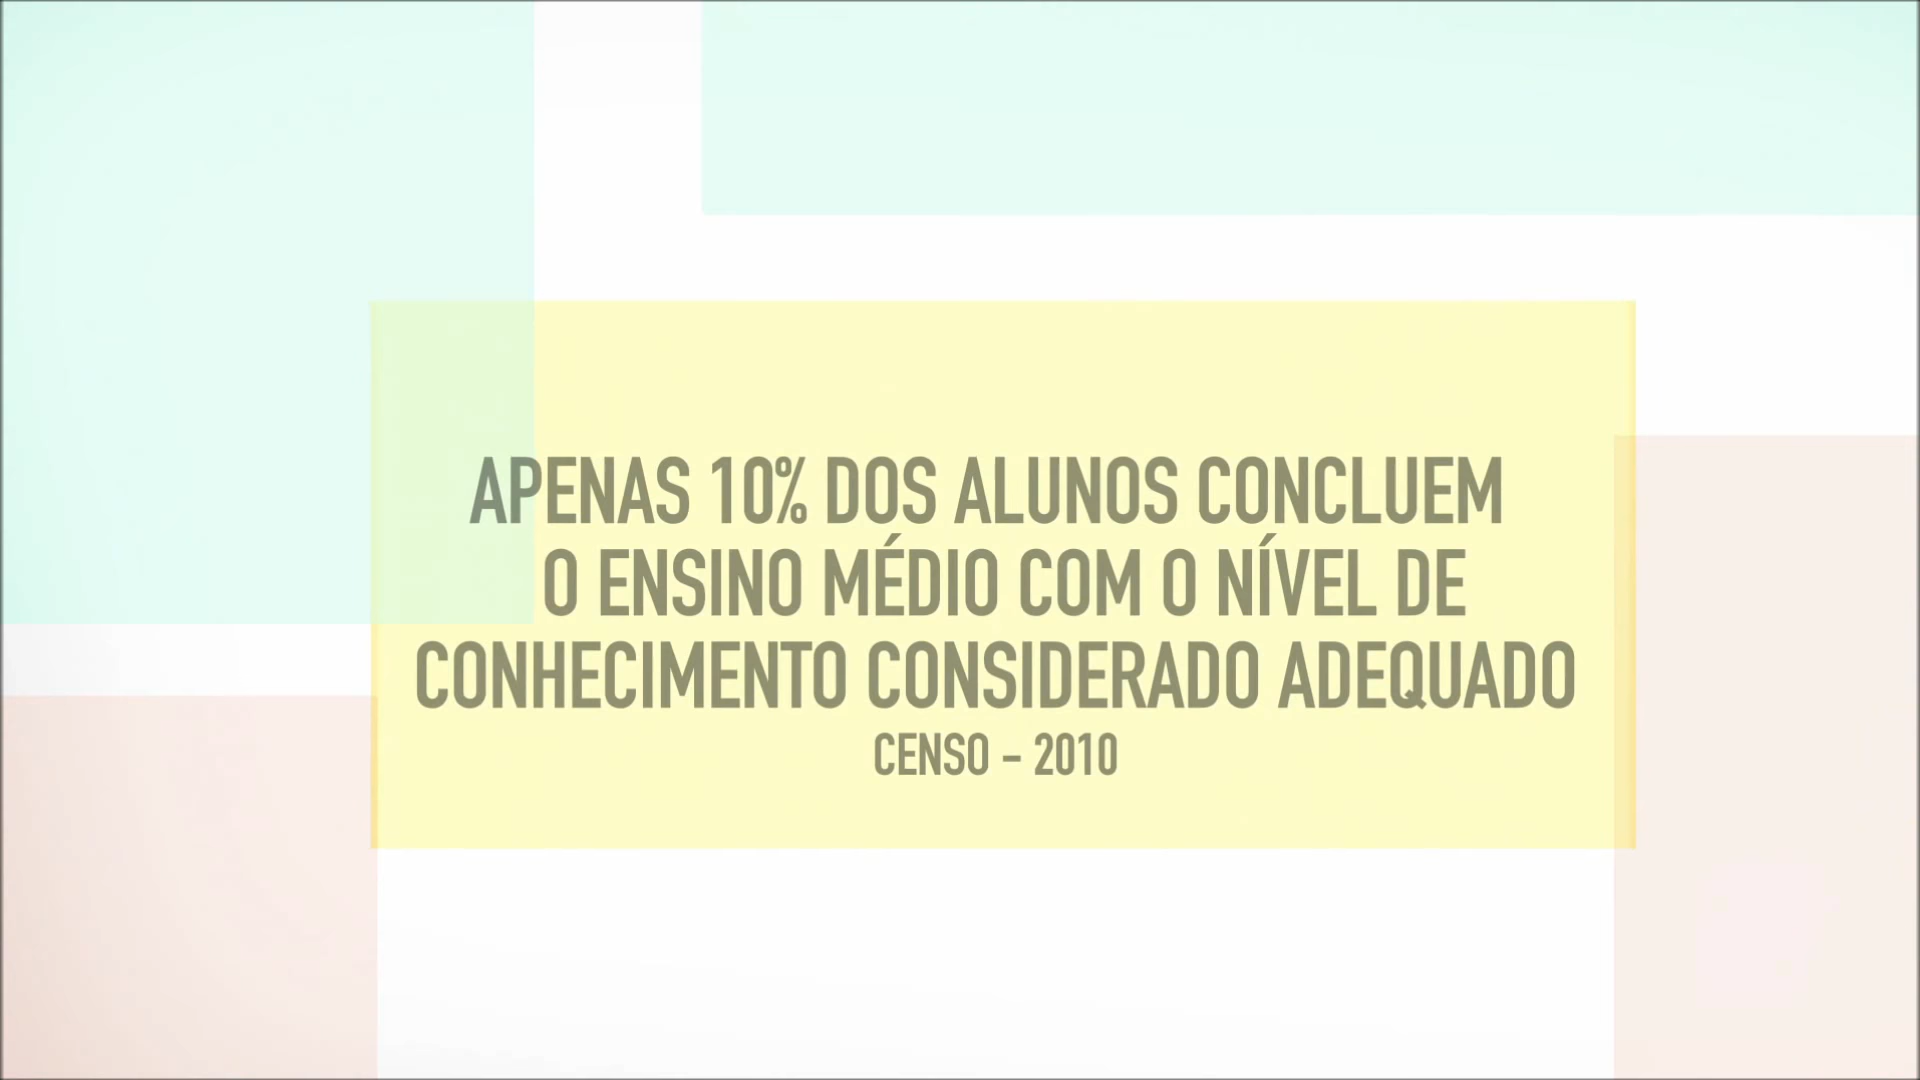 APENAS 10% DOS ALUNOS CONCLUEM
O ENSINO MÉDIO COM O NÍVEL DE
CONHECIMENTO CONSIDERADO ADEQUADO
CENSO – 2010